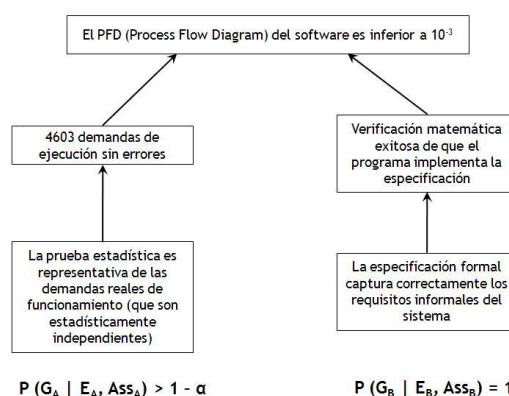 El PFD (Process Flow Diagram) del software es inferior a 10⁻³
4603 demandas de
ejecución sin errores
Verificación matemática
exitosa de que el
programa implementa la
especificación
La prueba estadística es
representativa de las
demandas reales de
funcionamiento (que son
estadísticamente
independientes)
La especificación formal
captura correctamente los
requisitos informales del
sistema
P (G_A | E_A, Ass_A) > 1 - α
P (G_B | E_B, Ass_B) = 1